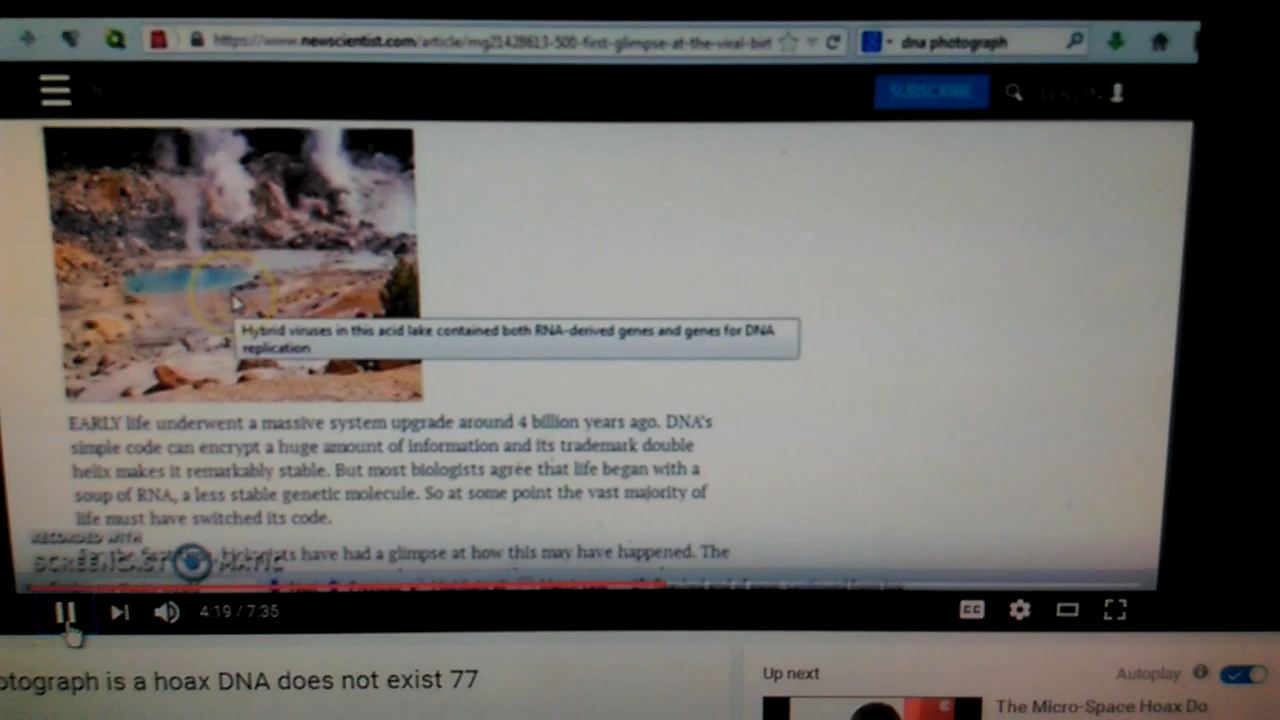 https://www.newscientist.com/article/mg21428613-500-first-glimpse-at-the-viral-birt
dna photograph
SUBSCRIBE
Hybrid viruses in this acid lake contained both RNA-derived genes and genes for DNA
replication
EARLY life underwent a massive system upgrade around 4 billion years ago. DNA's
simple code can encrypt a huge amount of information and its trademark double
helix makes it remarkably stable. But most biologists agree that life began with a
soup of RNA, a less stable genetic molecule. So at some point the vast majority of
life must have switched its code.
biologists have had a glimpse at how this may have happened. The
RECORDED WITH
SCREENCAST MATIC
4:19 / 7:35
CC
otograph is a hoax DNA does not exist 77
Up next
Autoplay
The Micro-Space Hoax Do